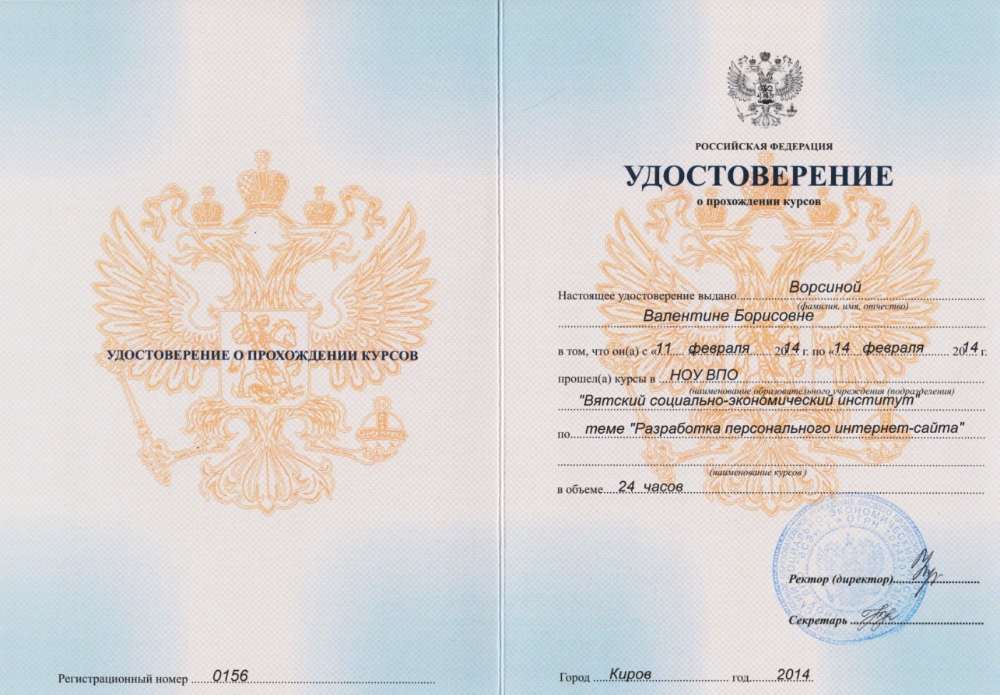 УДОСТОВЕРЕНИЕ О ПРОХОЖДЕНИИ КУРСОВ
Регистрационный номер 0156
РОССИЙСКАЯ ФЕДЕРАЦИЯ
УДОСТОВЕРЕНИЕ
о прохождении курсов
Настоящее удостоверение выдано Ворсиной
(фамилия, имя, отчество)
Валентине Борисовне
в том, что он(а) с «11 февраля 2014 г. по «14 февраля 2014 г.
прошел(а) курсы в НОУ ВПО
(наименование образовательного учреждения (подразделения)
"Вятский социально-экономический институт"
по теме "Разработка персонального интернет-сайта"
(наименование курсов )
в объеме 24 часов
Ректор (директор)
Секретарь
Город Киров год 2014